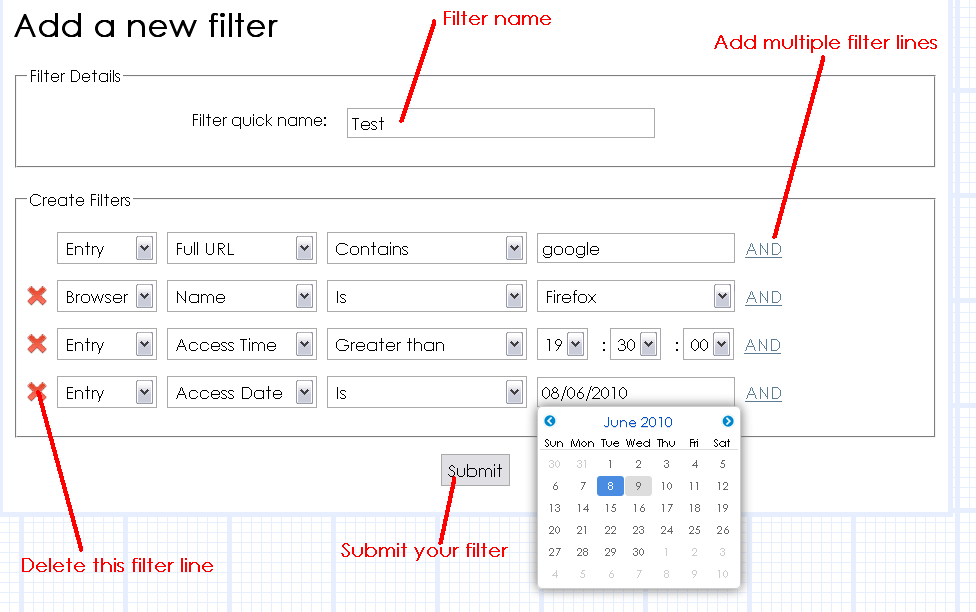 Add a new filter
Filter name
Add multiple filter lines
Filter Details
Filter quick name: Test
Create Filters
Entry Full URL Contains google AND
Browser Name Is Firefox AND
Entry Access Time Greater than 19 : 30 : 00 AND
Entry Access Date Is 08/06/2010 AND
June 2010
Sun Mon Tue Wed Thu Fri Sat
30 31 1 2 3 4 5
6 7 8 9 10 11 12
13 14 15 16 17 18 19
20 21 22 23 24 25 26
27 28 29 30 1 2 3
4 5 6 7 8 9 10
Submit
Submit your filter
Delete this filter line